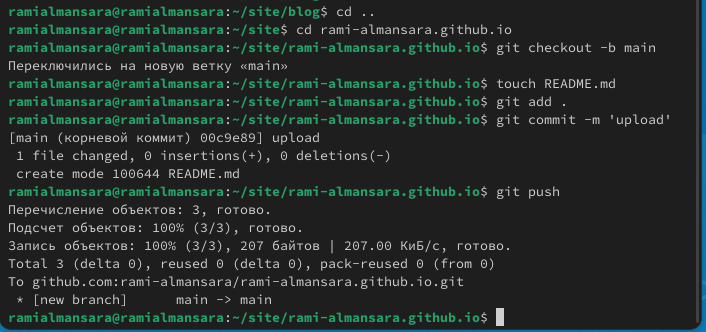 ramialmansara@ramialmansara:~/site/blog$ cd ..
ramialmansara@ramialmansara:~/site$ cd rami-almansara.github.io
ramialmansara@ramialmansara:~/site/rami-almansara.github.io$ git checkout -b main
Переключились на новую ветку «main»
ramialmansara@ramialmansara:~/site/rami-almansara.github.io$ touch README.md
ramialmansara@ramialmansara:~/site/rami-almansara.github.io$ git add .
ramialmansara@ramialmansara:~/site/rami-almansara.github.io$ git commit -m 'upload'
[main (корневой коммит) 00c9e89] upload
 1 file changed, 0 insertions(+), 0 deletions(-)
 create mode 100644 README.md
ramialmansara@ramialmansara:~/site/rami-almansara.github.io$ git push
Перечисление объектов: 3, готово.
Подсчет объектов: 100% (3/3), готово.
Запись объектов: 100% (3/3), 207 байтов | 207.00 КиБ/с, готово.
Total 3 (delta 0), reused 0 (delta 0), pack-reused 0 (from 0)
To github.com:rami-almansara/rami-almansara.github.io.git
 * [new branch]      main -> main
ramialmansara@ramialmansara:~/site/rami-almansara.github.io$